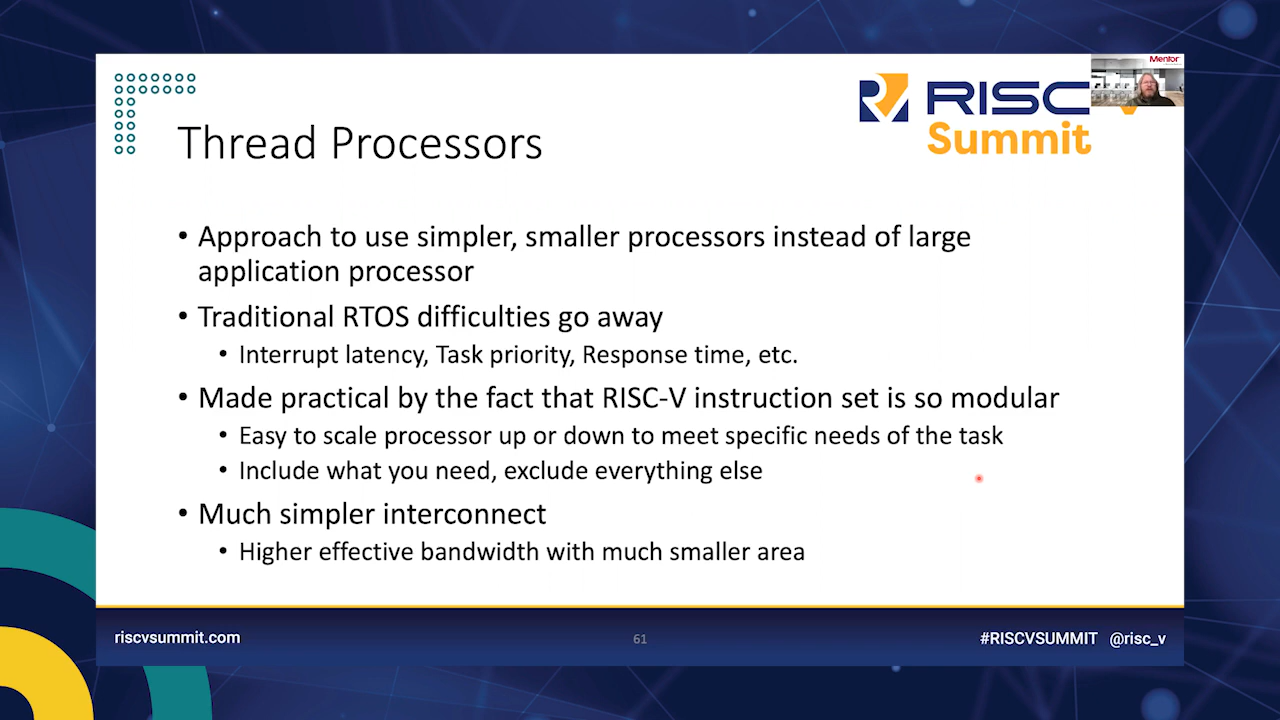 Mentor
RISC
Summit
Thread Processors
• Approach to use simpler, smaller processors instead of large
application processor
• Traditional RTOS difficulties go away
• Interrupt latency, Task priority, Response time, etc.
• Made practical by the fact that RISC-V instruction set is so modular
• Easy to scale processor up or down to meet specific needs of the task
• Include what you need, exclude everything else
• Much simpler interconnect
• Higher effective bandwidth with much smaller area
riscvsummit.com
61
#RISCVSUMMIT @risc_v